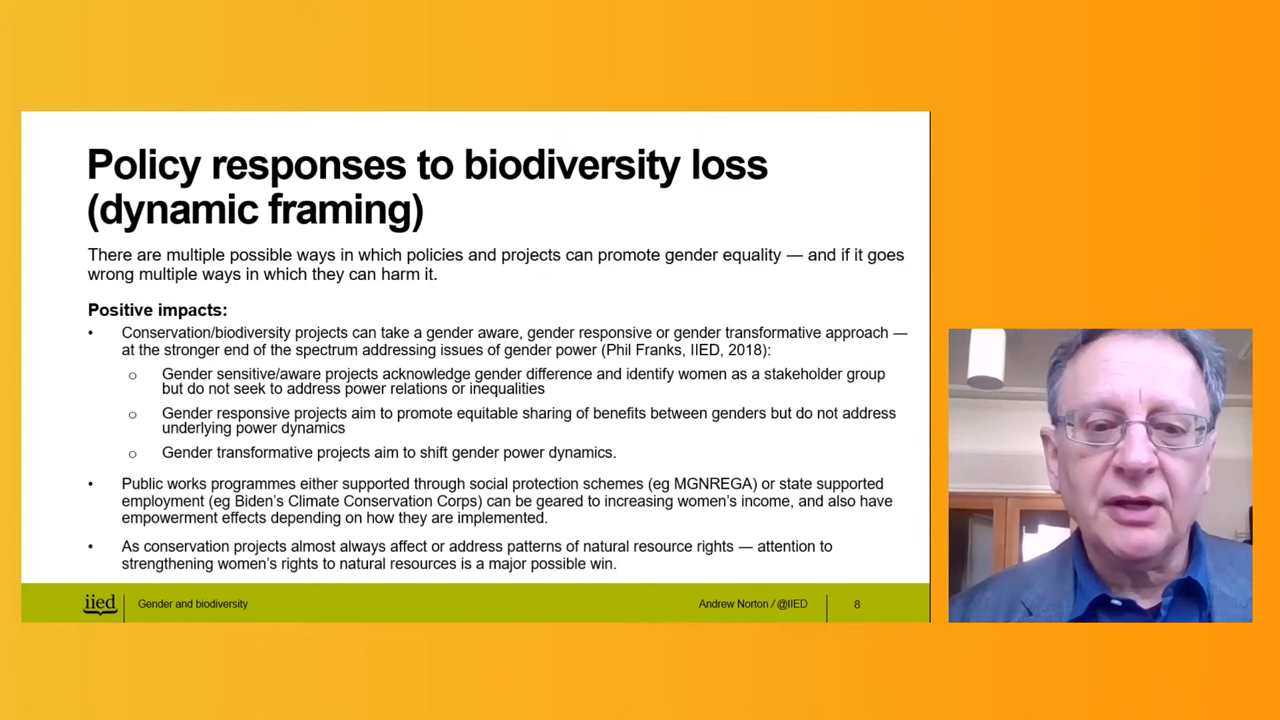 Policy responses to biodiversity loss
(dynamic framing)
There are multiple possible ways in which policies and projects can promote gender equality — and if it goes
wrong multiple ways in which they can harm it.
Positive impacts:
• Conservation/biodiversity projects can take a gender aware, gender responsive or gender transformative approach —
at the stronger end of the spectrum addressing issues of gender power (Phil Franks, IIED, 2018):
o Gender sensitive/aware projects acknowledge gender difference and identify women as a stakeholder group
but do not seek to address power relations or inequalities
o Gender responsive projects aim to promote equitable sharing of benefits between genders but do not address
underlying power dynamics
o Gender transformative projects aim to shift gender power dynamics.
• Public works programmes either supported through social protection schemes (eg MGNREGA) or state supported
employment (eg Biden's Climate Conservation Corps) can be geared to increasing women's income, and also have
empowerment effects depending on how they are implemented.
• As conservation projects almost always affect or address patterns of natural resource rights — attention to
strengthening women's rights to natural resources is a major possible win.
iied Gender and biodiversity Andrew Norton / @IIED 8